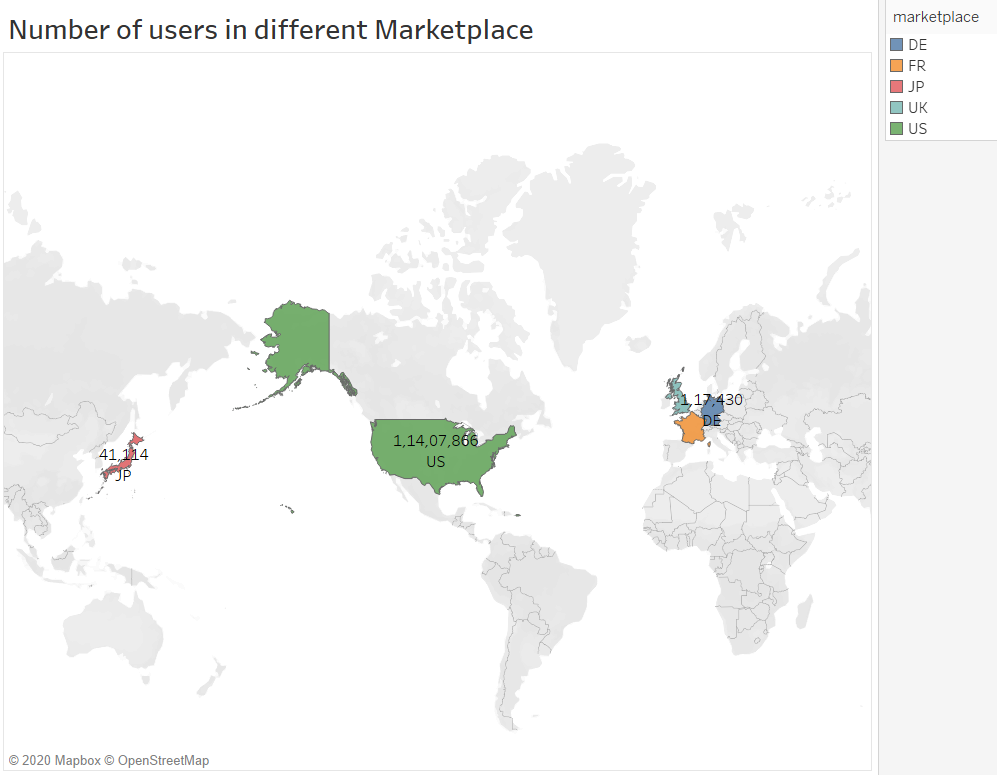 Number of users in different Marketplace
marketplace
DE
FR
JP
UK
US
1,17,430
DE
1,14,07,866
US
41,114
JP
© 2020 Mapbox © OpenStreetMap